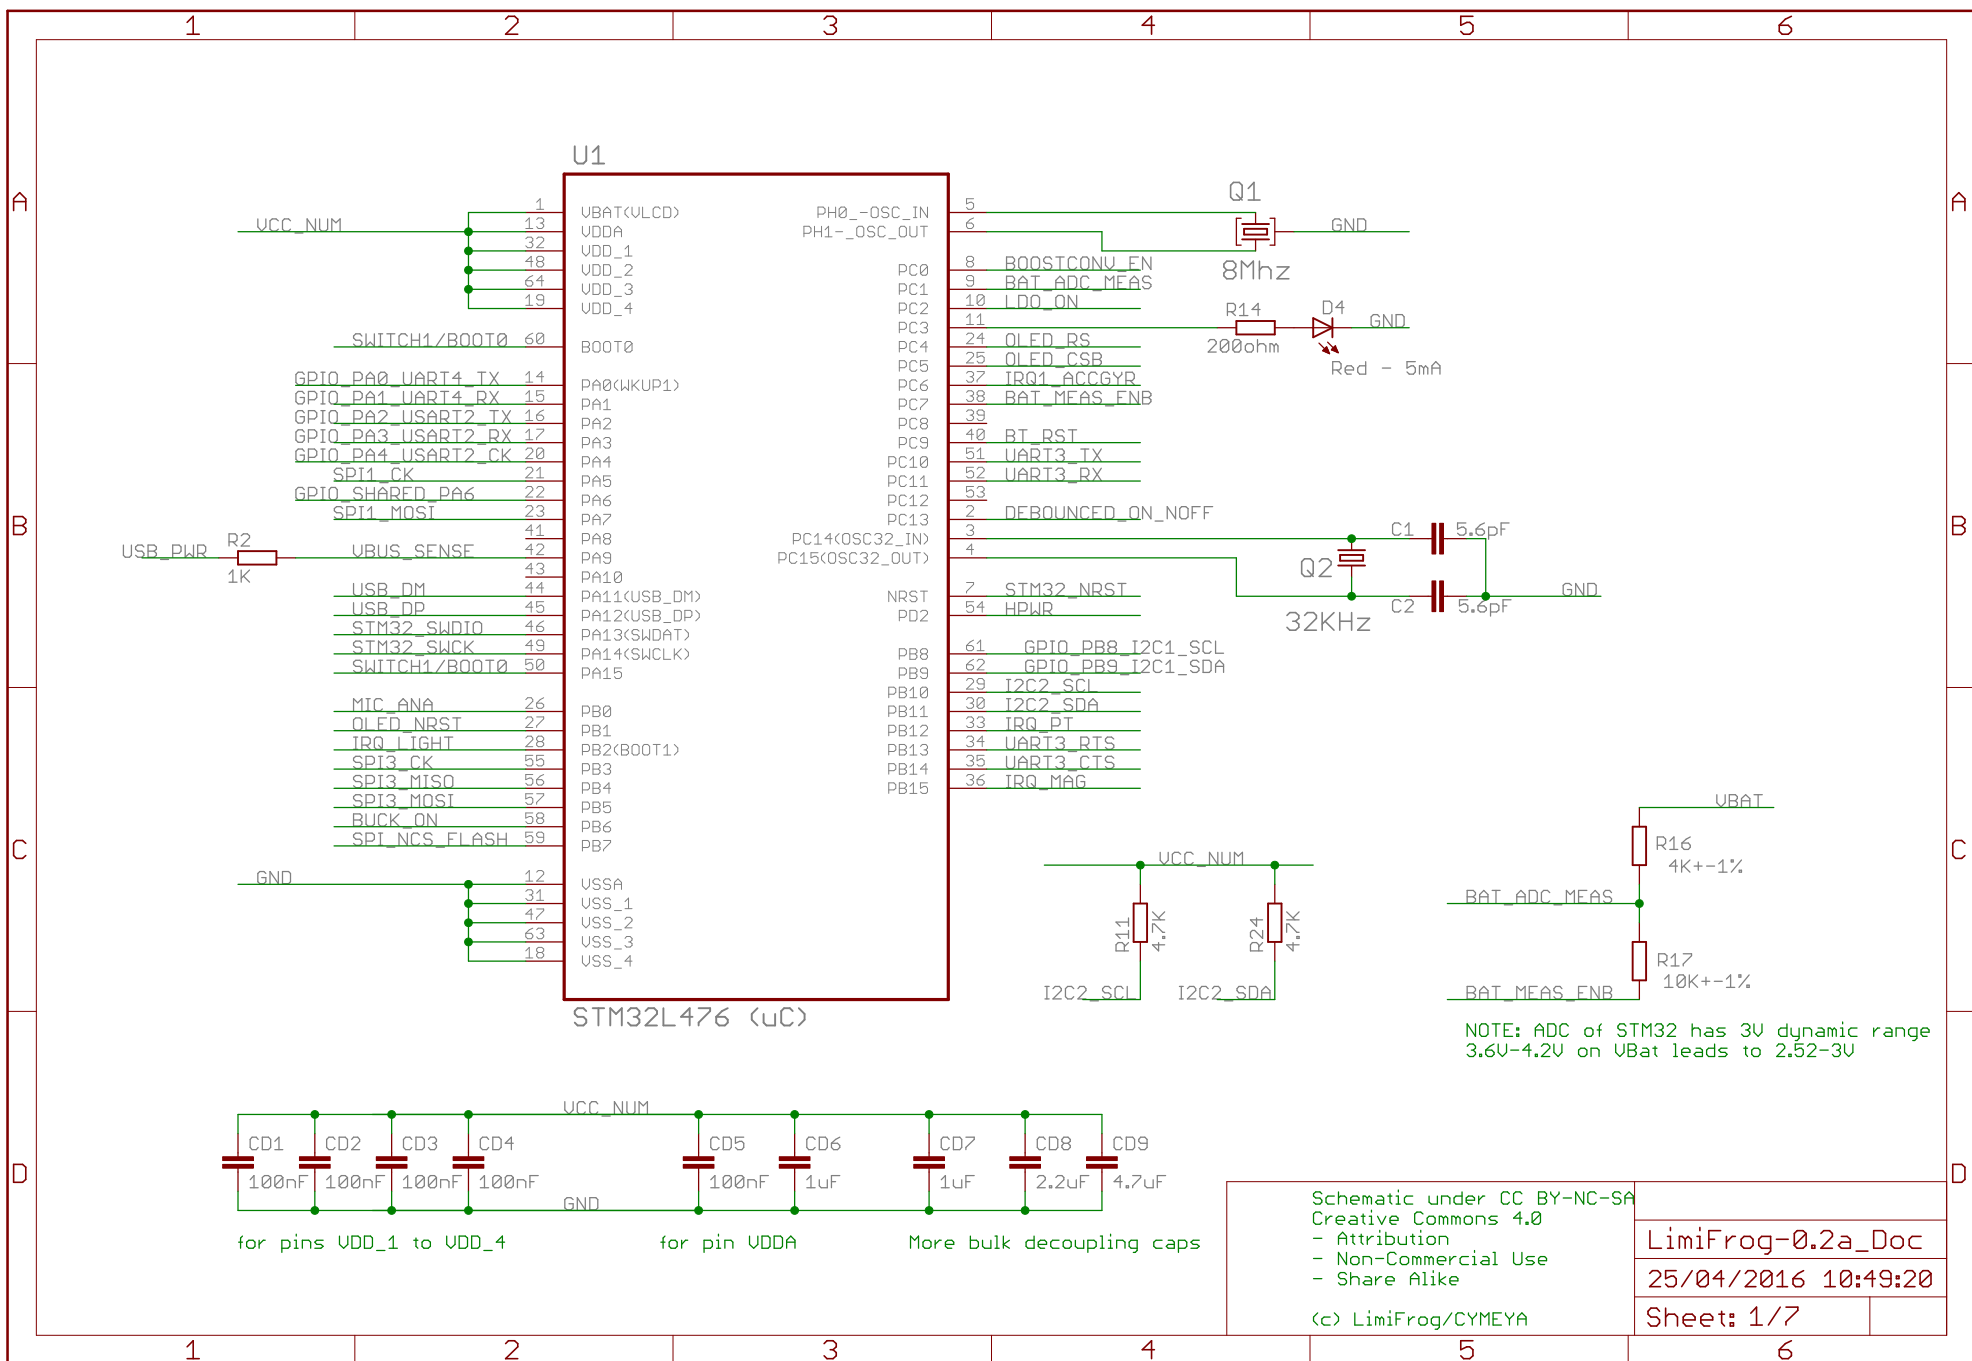 1 2 3 4 5 6
A A
B B
C C
D D
1 2 3 4 5 6
U1
STM32L476 (uC)
VCC_NUM
1 VBAT(VLCD)
13 VDDA
32 VDD_1
48 VDD_2
64 VDD_3
19 VDD_4
SWITCH1/BOOT0 60 BOOT0
GPIO_PA0_UART4_TX 14 PA0(WKUP1)
GPIO_PA1_UART4_RX 15 PA1
GPIO_PA2_USART2_TX 16 PA2
GPIO_PA3_USART2_RX 17 PA3
GPIO_PA4_USART2_CK 20 PA4
SPI1_CK 21 PA5
GPIO_SHARED_PA6 22 PA6
SPI1_MOSI 23 PA7
41 PA8
USB_PWR R2 1K VBUS_SENSE 42 PA9
43 PA10
USB_DM 44 PA11(USB_DM)
USB_DP 45 PA12(USB_DP)
STM32_SWDIO 46 PA13(SWDAT)
STM32_SWCK 49 PA14(SWCLK)
SWITCH1/BOOT0 50 PA15
MIC_ANA 26 PB0
OLED_NRST 27 PB1
IRQ_LIGHT 28 PB2(BOOT1)
SPI3_CK 55 PB3
SPI3_MISO 56 PB4
SPI3_MOSI 57 PB5
BUCK_ON 58 PB6
SPI_NCS_FLASH 59 PB7
GND 12 VSSA
31 VSS_1
47 VSS_2
63 VSS_3
18 VSS_4
PH0_-OSC_IN 5
PH1-_OSC_OUT 6
Q1
8Mhz
GND
PC0 8 BOOSTCONV_EN
PC1 9 BAT_ADC_MEAS
PC2 10 LDO_ON
PC3 11
R14
200ohm
D4
GND
Red - 5mA
PC4 24 OLED_RS
PC5 25 OLED_CSB
PC6 37 IRQ1_ACCGYR
PC7 38 BAT_MEAS_ENB
PC8 39
PC9 40 BT_RST
PC10 51 UART3_TX
PC11 52 UART3_RX
PC12 53
PC13 2 DEBOUNCED_ON_NOFF
PC14(OSC32_IN) 3
PC15(OSC32_OUT) 4
C1 5.6pF
Q2
32KHz
C2 5.6pF
GND
NRST 7 STM32_NRST
PD2 54 HPWR
PB8 61 GPIO_PB8_I2C1_SCL
PB9 62 GPIO_PB9_I2C1_SDA
PB10 29 I2C2_SCL
PB11 30 I2C2_SDA
PB12 33 IRQ_PT
PB13 34 UART3_RTS
PB14 35 UART3_CTS
PB15 36 IRQ_MAG
VCC_NUM
R11 4.7K
R24 4.7K
I2C2_SCL
I2C2_SDA
VBAT
R16
4K+-1%
BAT_ADC_MEAS
R17
10K+-1%
BAT_MEAS_ENB
NOTE: ADC of STM32 has 3V dynamic range
3.6V-4.2V on VBat leads to 2.52-3V
VCC_NUM
CD1 CD2 CD3 CD4 CD5 CD6 CD7 CD8 CD9
100nF 100nF 100nF 100nF 100nF 1uF 1uF 2.2uF 4.7uF
GND
for pins VDD_1 to VDD_4
for pin VDDA
More bulk decoupling caps
Schematic under CC BY-NC-SA
Creative Commons 4.0
- Attribution
- Non-Commercial Use
- Share Alike
(c) LimiFrog/CYMEYA
LimiFrog-0.2a_Doc
25/04/2016 10:49:20
Sheet: 1/7